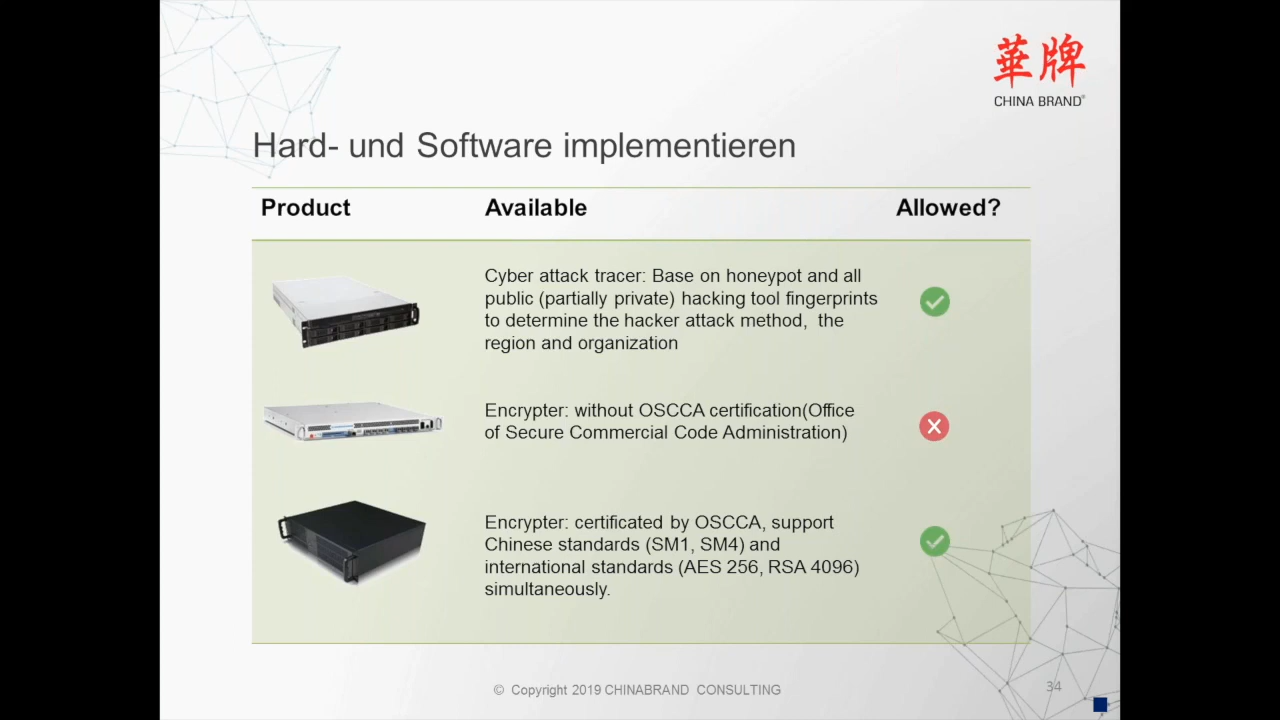 華牌
CHINA BRAND®
Hard- und Software implementieren
Product Available Allowed?
Cyber attack tracer: Base on honeypot and all
public (partially private) hacking tool fingerprints
to determine the hacker attack method, the
region and organization
Encrypter: without OSCCA certification(Office
of Secure Commercial Code Administration)
Encrypter: certificated by OSCCA, support
Chinese standards (SM1, SM4) and
international standards (AES 256, RSA 4096)
simultaneously.
© Copyright 2019 CHINABRAND CONSULTING
34